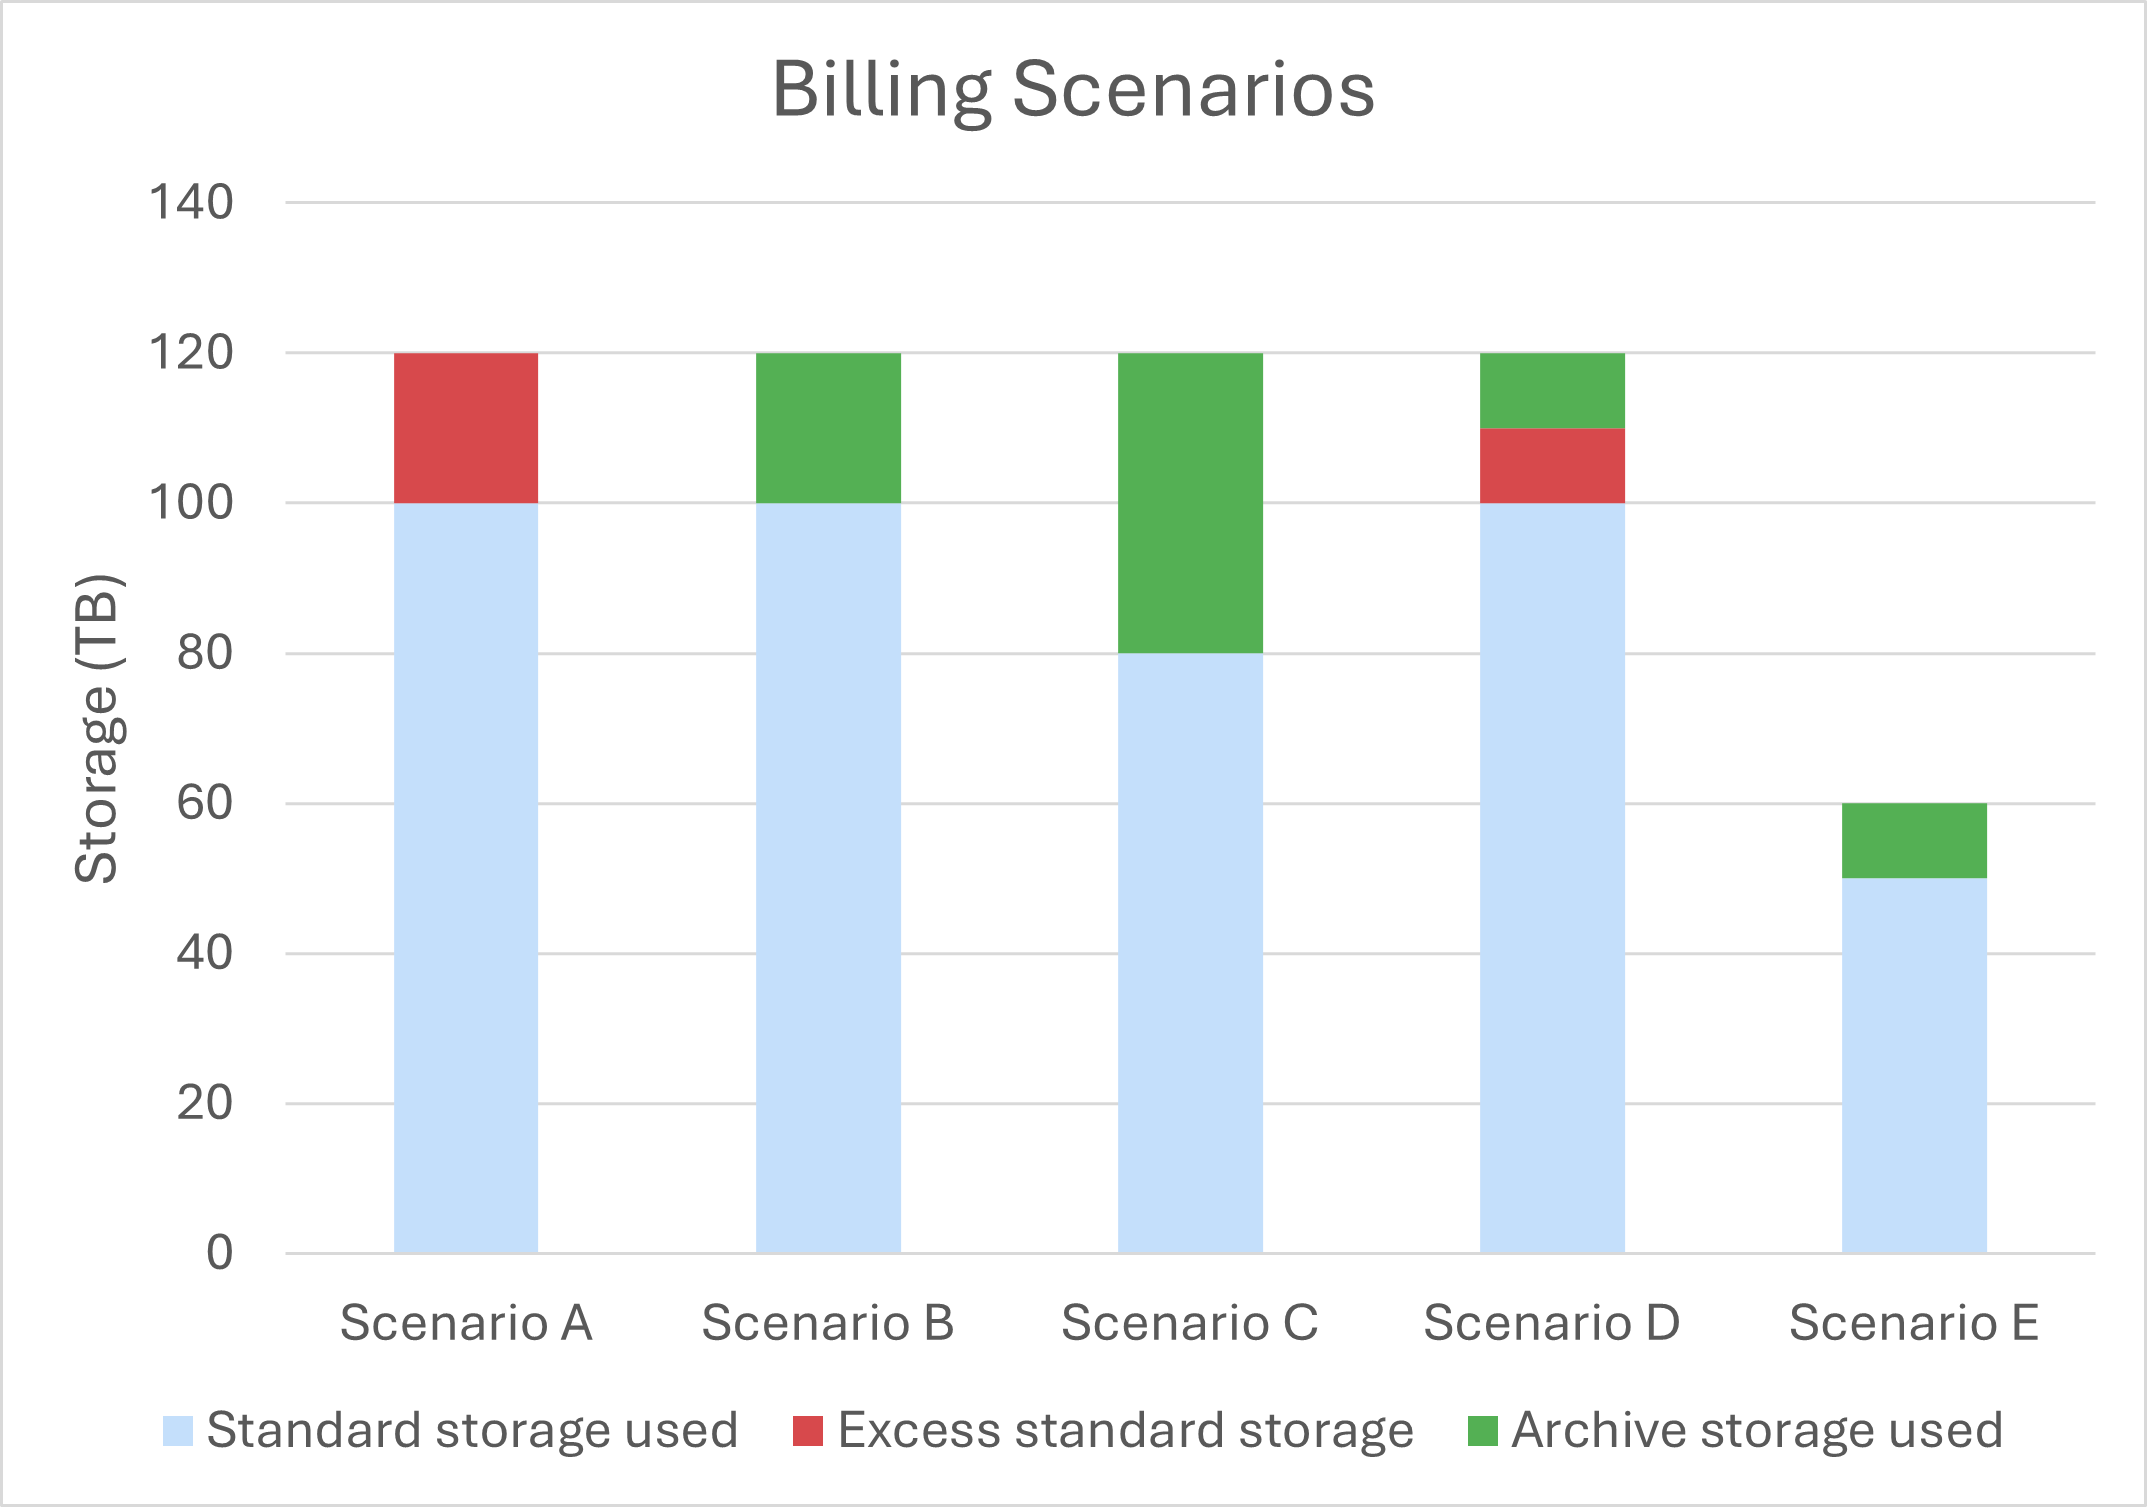 Billing Scenarios
140
120
100
80
60
40
20
0
Storage (TB)
Scenario A Scenario B Scenario C Scenario D Scenario E
Standard storage used Excess standard storage Archive storage used